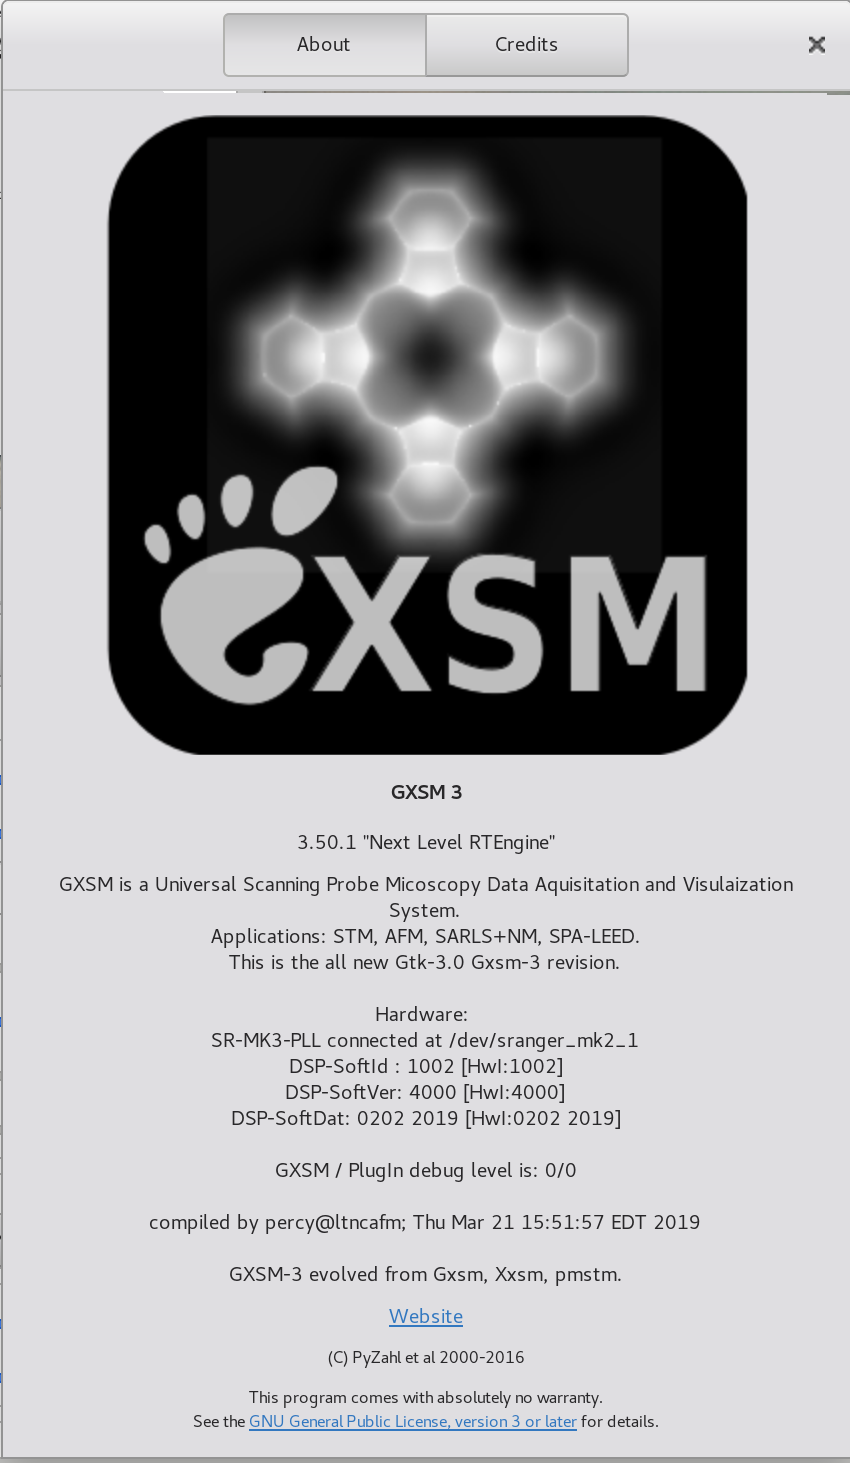 About
Credits
GXSM
GXSM 3
3.50.1 "Next Level RTEngine"
GXSM is a Universal Scanning Probe Micoscopy Data Aquisitation and Visulaization
System.
Applications: STM, AFM, SARLS+NM, SPA-LEED.
This is the all new Gtk-3.0 Gxsm-3 revision.
Hardware:
SR-MK3-PLL connected at /dev/sranger_mk2_1
DSP-SoftId : 1002 [HwI:1002]
DSP-SoftVer: 4000 [HwI:4000]
DSP-SoftDat: 0202 2019 [HwI:0202 2019]
GXSM / PlugIn debug level is: 0/0
compiled by percy@ltncafm; Thu Mar 21 15:51:57 EDT 2019
GXSM-3 evolved from Gxsm, Xxsm, pmstm.
Website
(C) PyZahl et al 2000-2016
This program comes with absolutely no warranty.
See the GNU General Public License, version 3 or later for details.